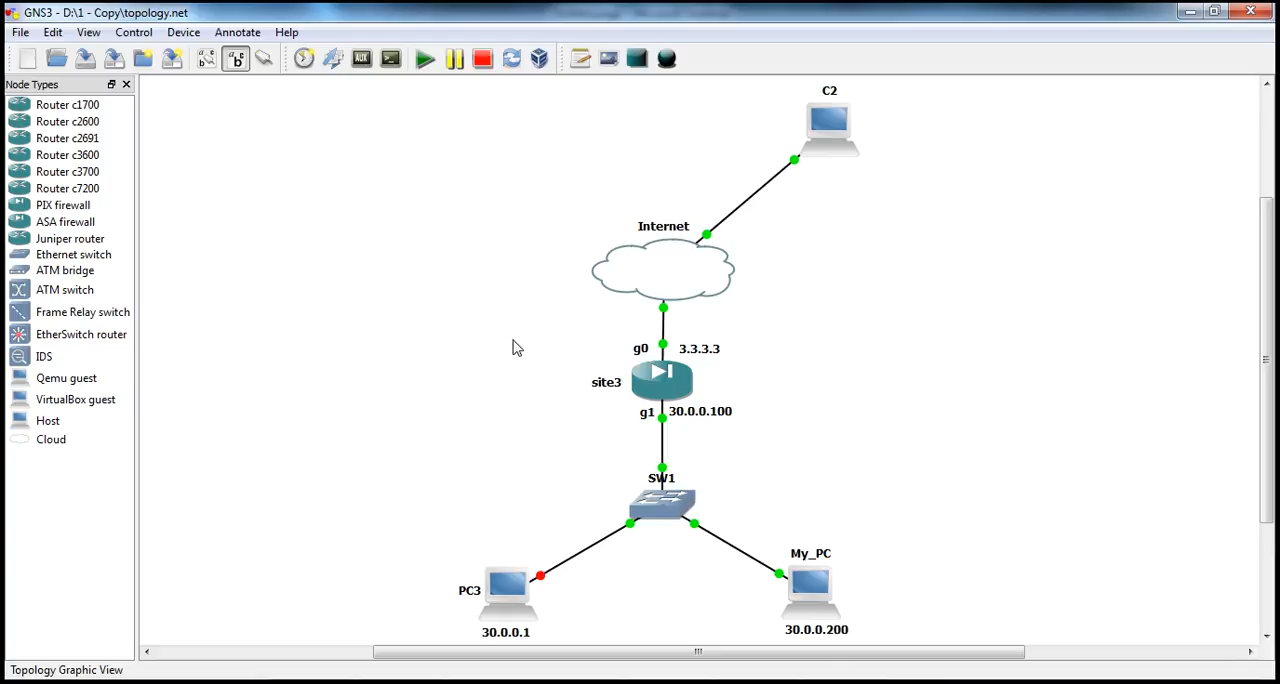 GNS3 - D:\1 - Copy\topology.net
File Edit View Control Device Annotate Help
AUX
Node Types
Router c1700
Router c2600
Router c2691
Router c3600
Router c3700
Router c7200
PIX firewall
ASA firewall
Juniper router
Ethernet switch
ATM bridge
ATM switch
Frame Relay switch
EtherSwitch router
IDS
Qemu guest
VirtualBox guest
Host
Cloud
C2
Internet
g0 3.3.3.3
site3
g1 30.0.0.100
SW1
My_PC
PC3
30.0.0.200
30.0.0.1
Topology Graphic View